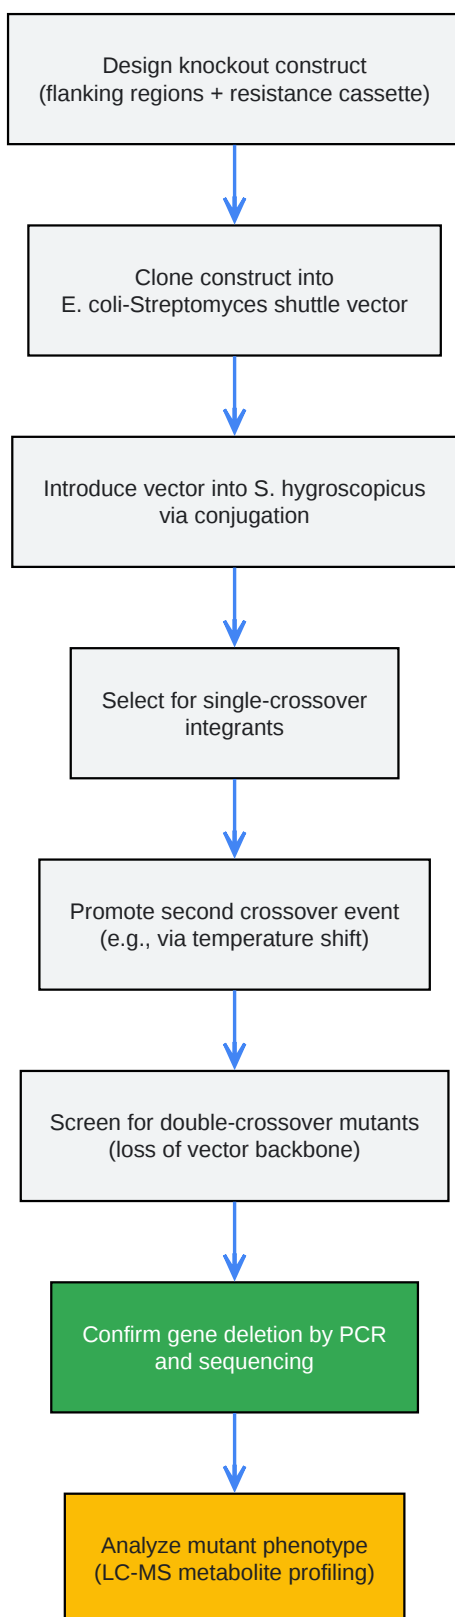 Design knockout construct
(flanking regions + resistance cassette)
Clone construct into
E. coli-Streptomyces shuttle vector
Introduce vector into S. hygroscopicus
via conjugation
Select for single-crossover
integrants
Promote second crossover event
(e.g., via temperature shift)
Screen for double-crossover mutants
(loss of vector backbone)
Confirm gene deletion by PCR
and sequencing
Analyze mutant phenotype
(LC-MS metabolite profiling)